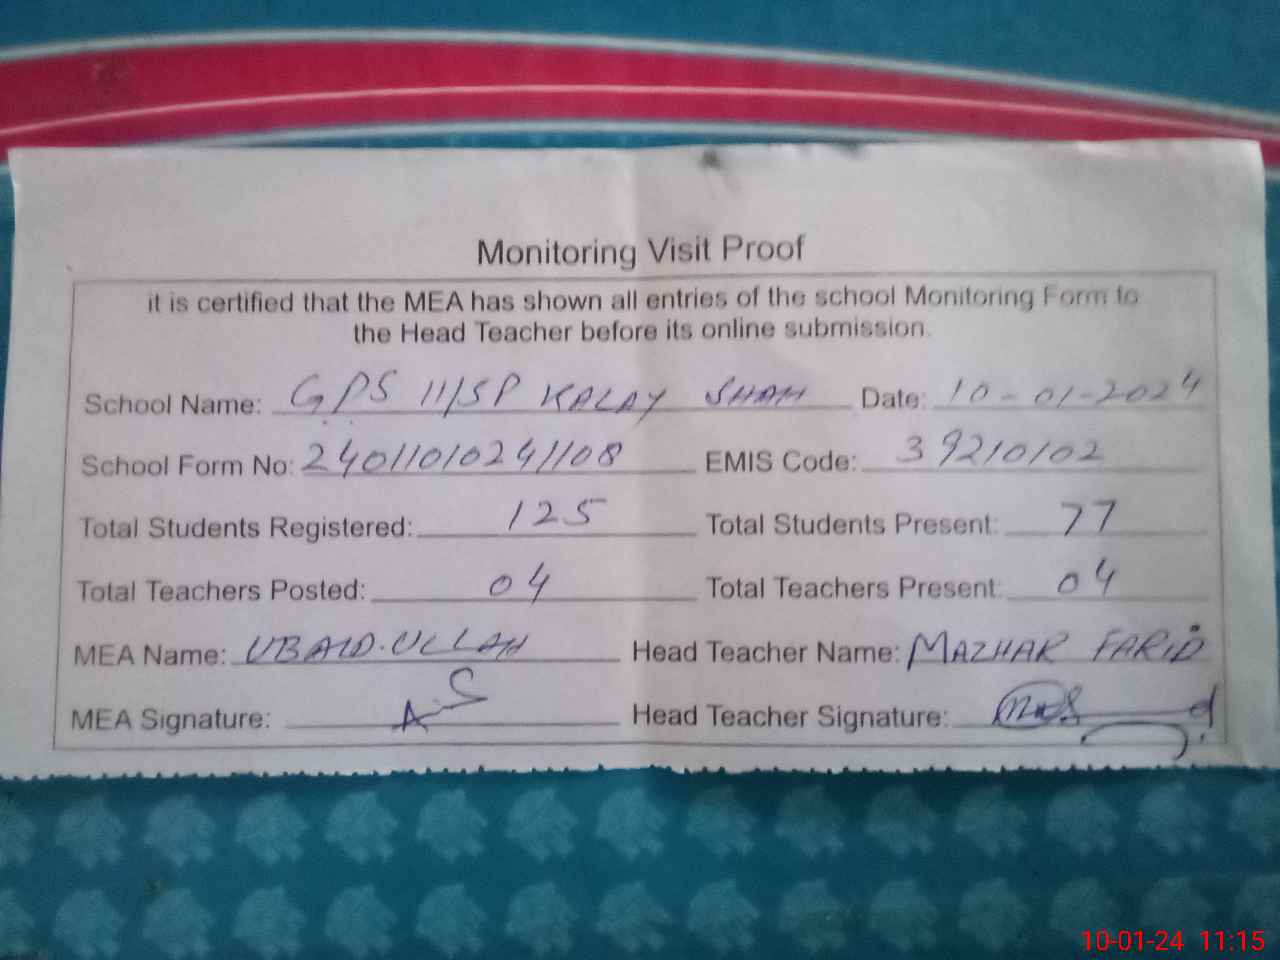 Monitoring Visit Proof
it is certified that the MEA has shown all entries of the school Monitoring Form to
the Head Teacher before its online submission.
School Name: GPS 11/SP KALAY SHAH Date: 10-01-2024
School Form No: 24011010241108 EMIS Code: 39210102
Total Students Registered: 125 Total Students Present: 77
Total Teachers Posted: 04 Total Teachers Present: 04
MEA Name: UBAID.ULLAH Head Teacher Name: MAZHAR FARID
MEA Signature: Head Teacher Signature:
10-01-24 11:15